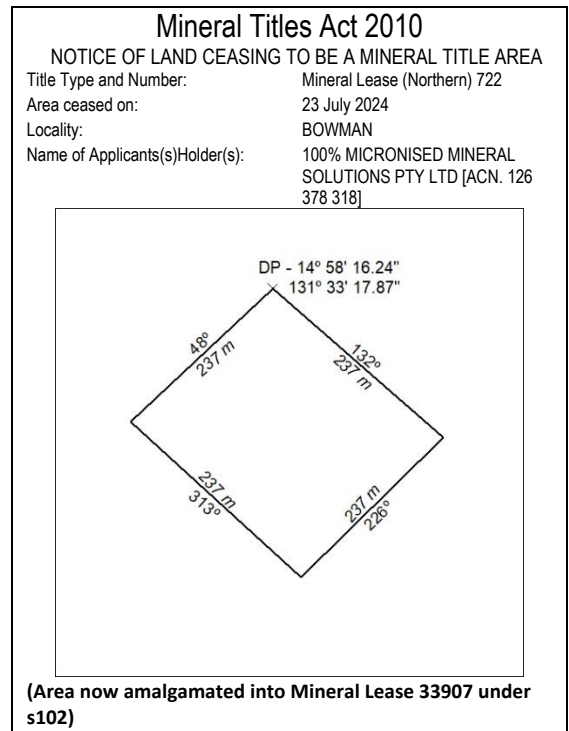 Mineral Titles Act 2010
NOTICE OF LAND CEASING TO BE A MINERAL TITLE AREA
Title Type and Number: Mineral Lease (Northern) 722
Area ceased on: 23 July 2024
Locality: BOWMAN
Name of Applicants(s)Holder(s): 100% MICRONISED MINERAL
SOLUTIONS PTY LTD [ACN. 126
378 318]
DP - 14° 58' 16.24"
131° 33' 17.87"
48°
237 m
132°
237 m
237 m
313°
237 m
226°
(Area now amalgamated into Mineral Lease 33907 under
s102)